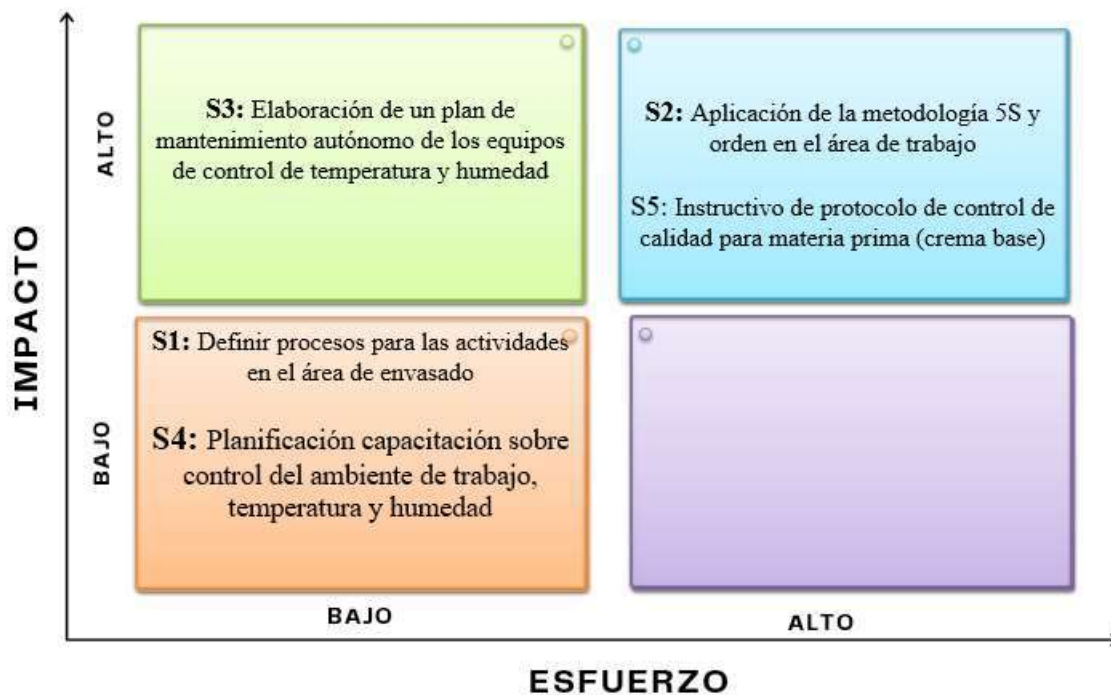 IMPACTO
ALTO
BAJO
S3: Elaboración de un plan de
mantenimiento autónomo de los equipos
de control de temperatura y humedad
S2: Aplicación de la metodología 5S y
orden en el área de trabajo
S5: Instructivo de protocolo de control de
calidad para materia prima (crema base)
S1: Definir procesos para las actividades
en el área de envasado
S4: Planificación capacitación sobre
control del ambiente de trabajo,
temperatura y humedad
BAJO
ALTO
ESFUERZO